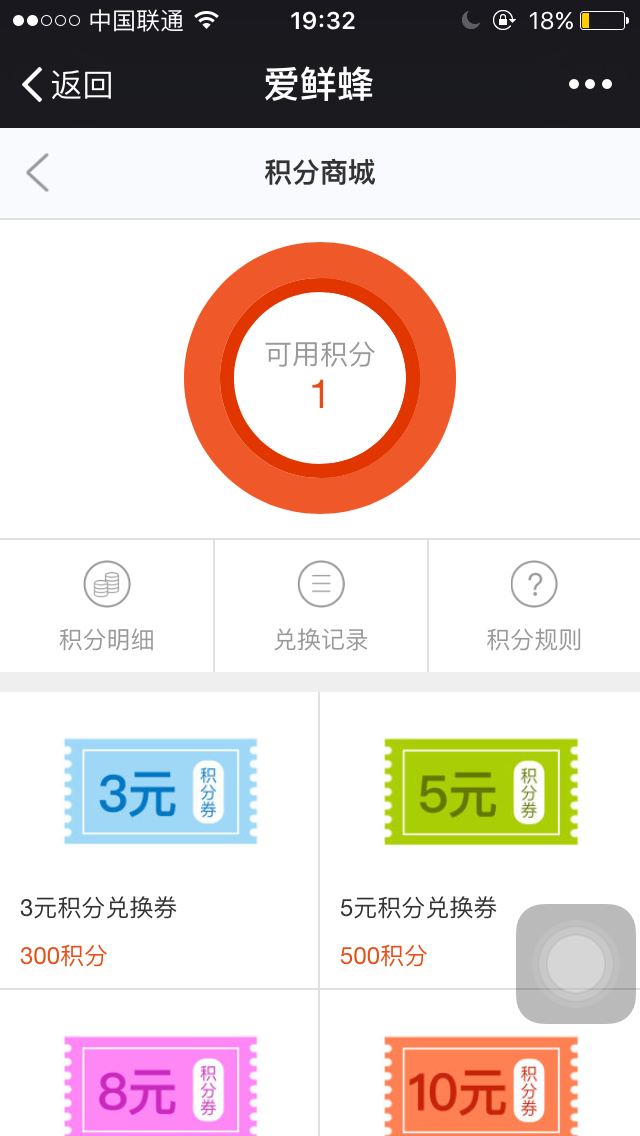 中国联通 19:32 18%
返回 爱鲜蜂
积分商城
可用积分
1
积分明细 兑换记录 积分规则
3元 积分券 5元 积分券
3元积分兑换券 5元积分兑换券
300积分 500积分
8元 积分券 10元 积分券